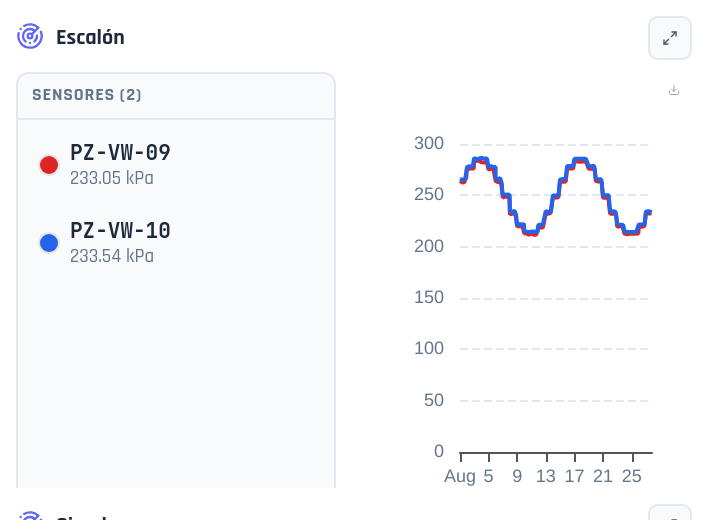 Escalón
SENSORES (2)
PZ-VW-09
233.05 kPa
PZ-VW-10
233.54 kPa
300
250
200
150
100
50
0
Aug 5 9 13 17 21 25